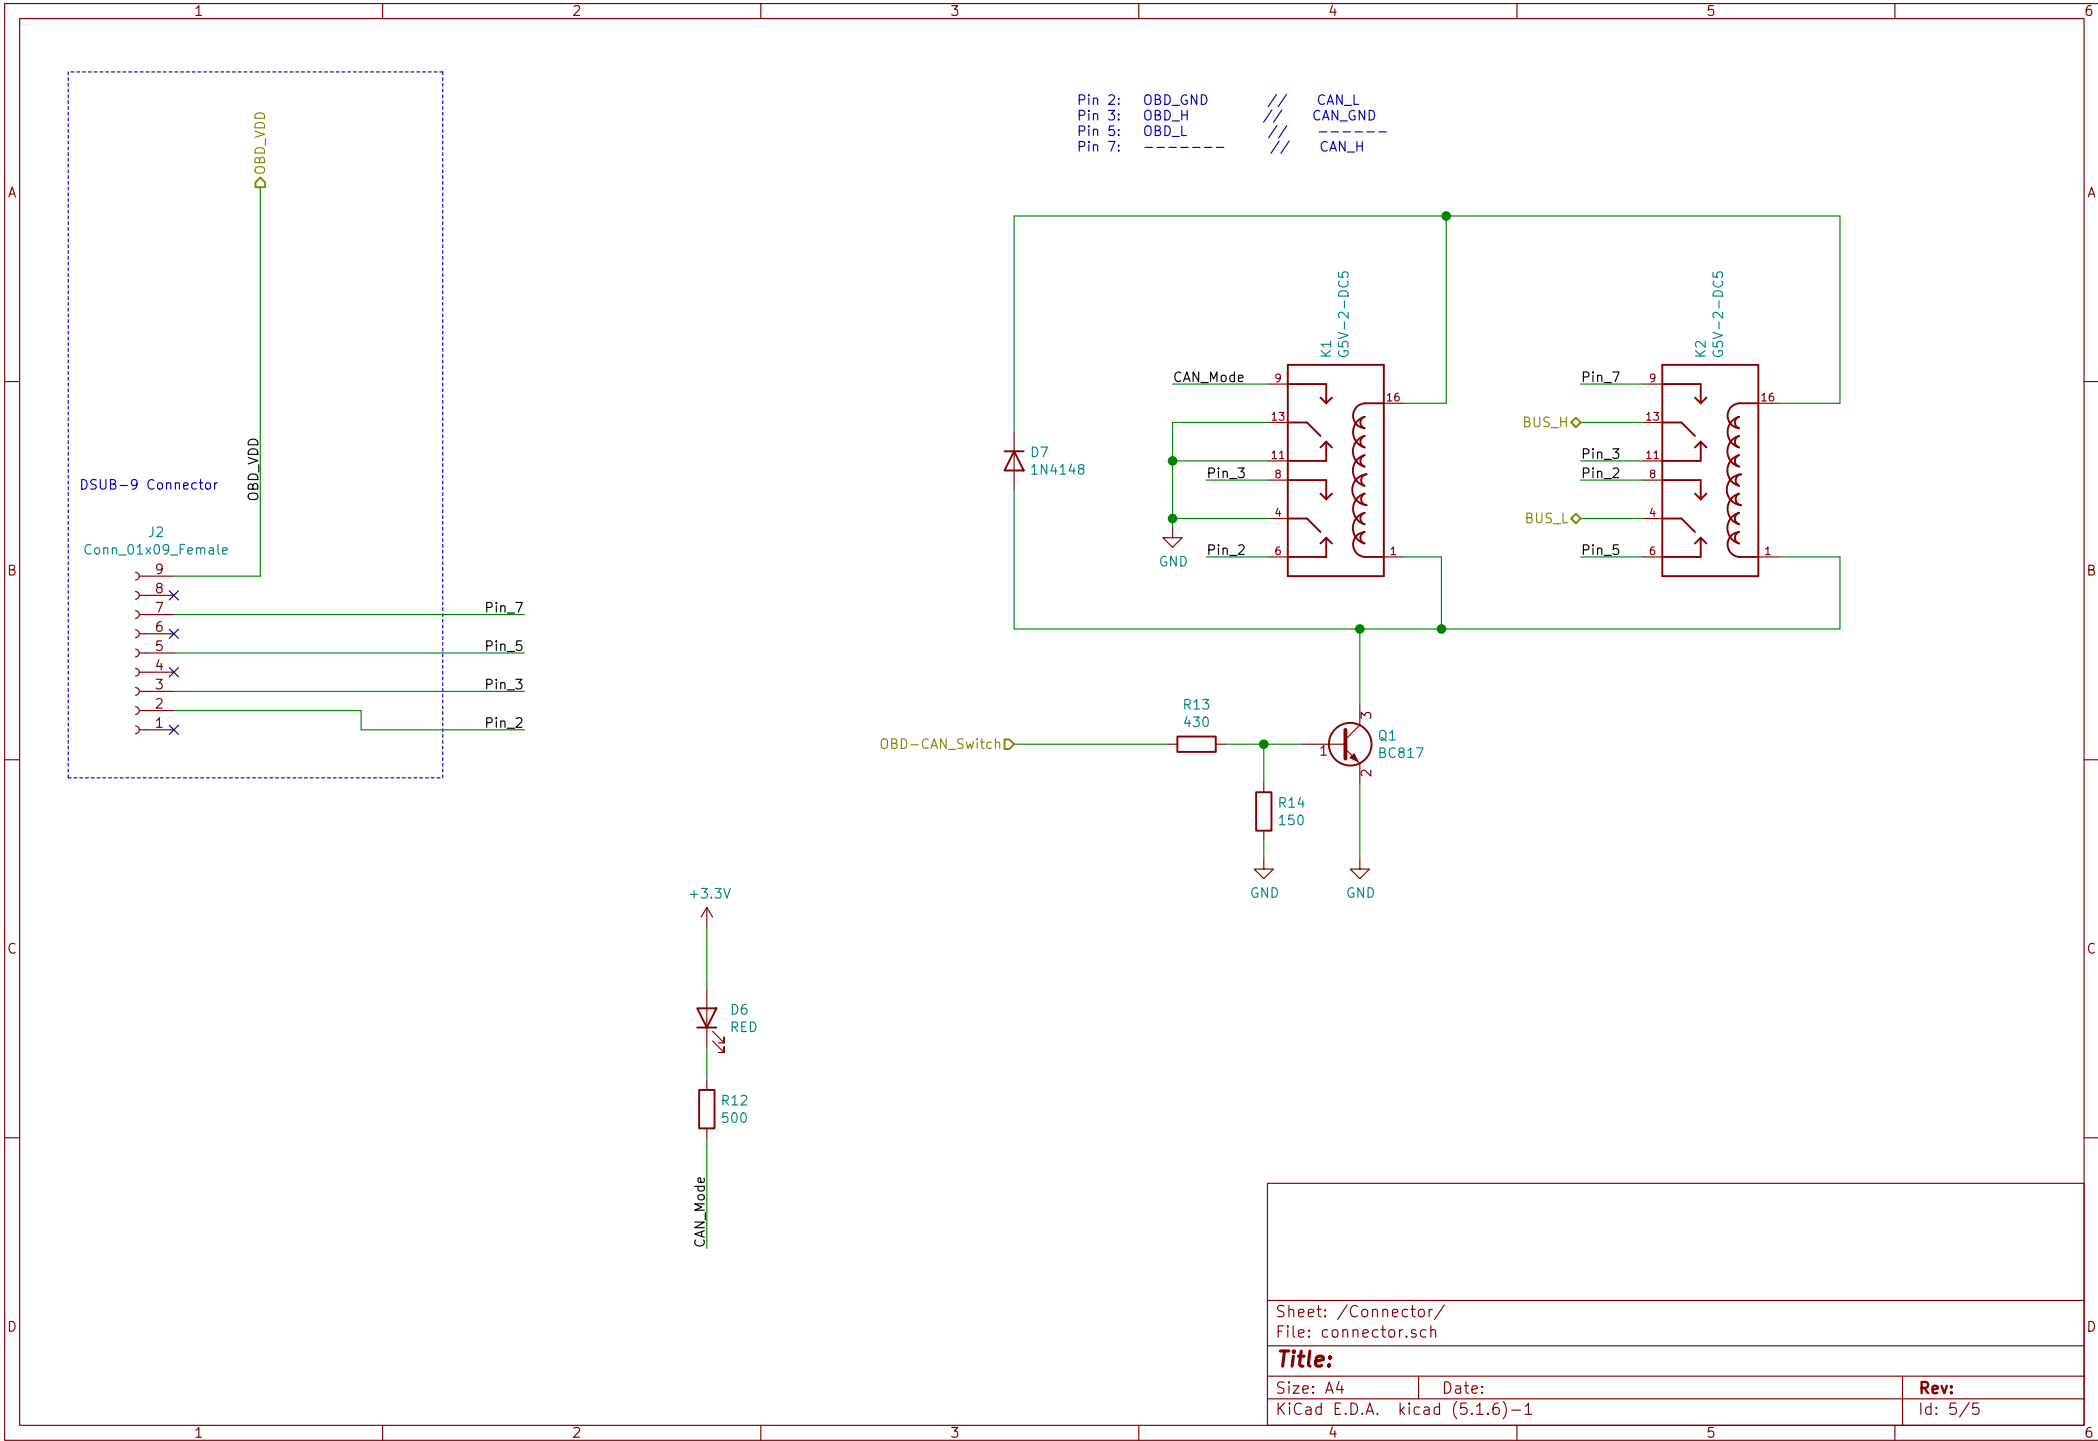 1 2 3 4 5 6
Pin 2: OBD_GND // CAN_L
Pin 3: OBD_H // CAN_GND
Pin 5: OBD_L // ------
Pin 7: ------- // CAN_H
OBD_VDD
A A
K1
G5V-2-DC5
K2
G5V-2-DC5
CAN_Mode 9
13
11
Pin_3 8
4
Pin_2 6
16
1
GND
Pin_7 9
BUS_H 13
Pin_3 11
Pin_2 8
BUS_L 4
Pin_5 6
16
1
D7
1N4148
OBD_VDD
DSUB-9 Connector
J2
Conn_01x09_Female
B B
9
8
7 Pin_7
6
5 Pin_5
4
3 Pin_3
2
1 Pin_2
R13
430
OBD-CAN_Switch
1
3
2
Q1
BC817
R14
150
GND
GND
+3.3V
C C
D6
RED
R12
500
CAN_Mode
D D
Sheet: /Connector/
File: connector.sch
Title:
Size: A4 Date: Rev:
KiCad E.D.A. kicad (5.1.6)-1 Id: 5/5
1 2 3 4 5 6